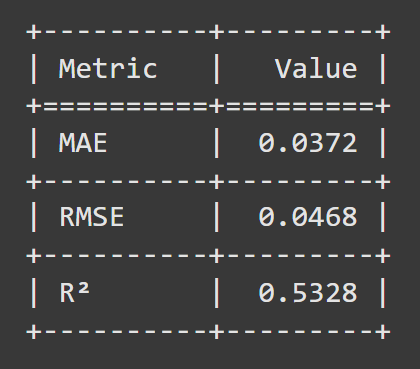 +----------+---------+
| Metric   |   Value |
+==========+=========+
| MAE      |  0.0372 |
+----------+---------+
| RMSE     |  0.0468 |
+----------+---------+
| R²       |  0.5328 |
+----------+---------+